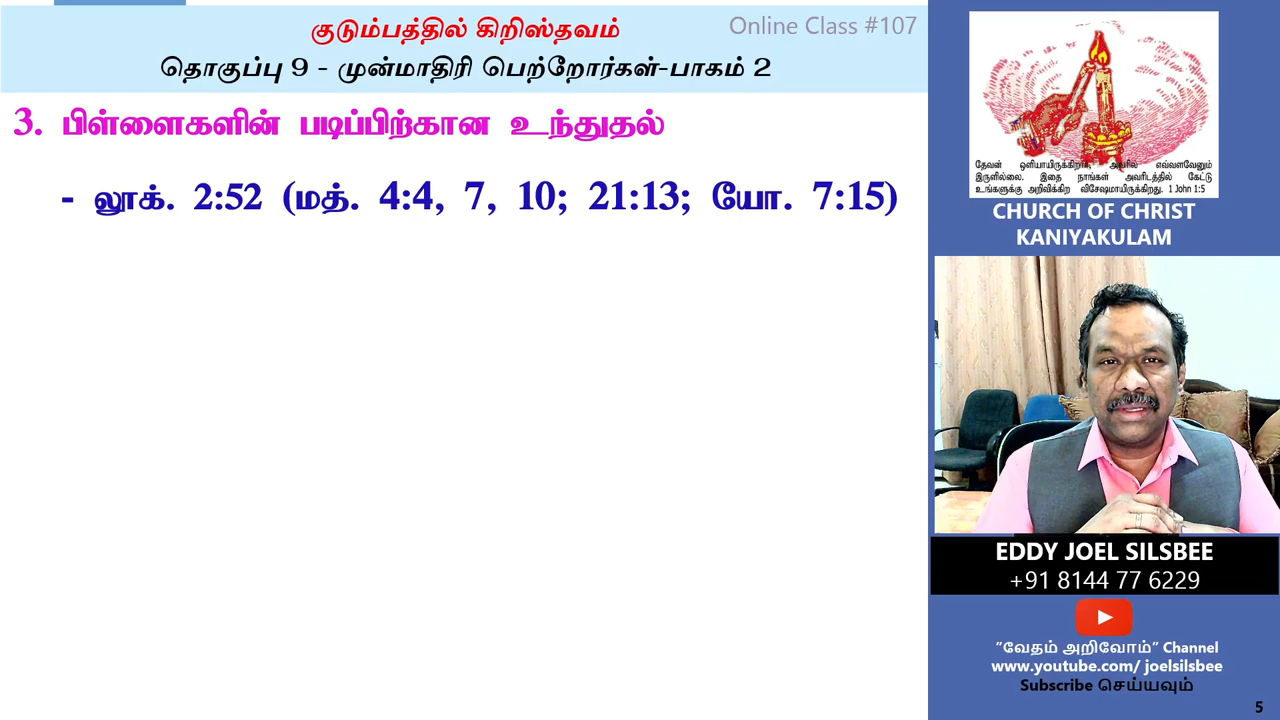 குடும்பத்தில் கிறிஸ்தவம்
Online Class #107
தொகுப்பு 9 - முன்மாதிரி பெற்றோர்கள்-பாகம் 2
3. பிள்ளைகளின் படிப்பிற்கான உந்துதல்
- லூக். 2:52 (மத். 4:4, 7, 10; 21:13; யோ. 7:15)
தேவன் ஒளியாயிருக்கிறார், அவரில் எவ்வளவேனும்
இருளில்லை. இதை நாங்கள் அவரிடத்தில் கேட்டு
உங்களுக்கு அறிவிக்கிற விசேஷமாயிருக்கிறது. 1 John 1:5
CHURCH OF CHRIST
KANIYAKULAM
EDDY JOEL SILSBEE
+91 8144 77 6229
"வேதம் அறிவோம்" Channel
www.youtube.com/ joelsilsbee
Subscribe செய்யவும்
5